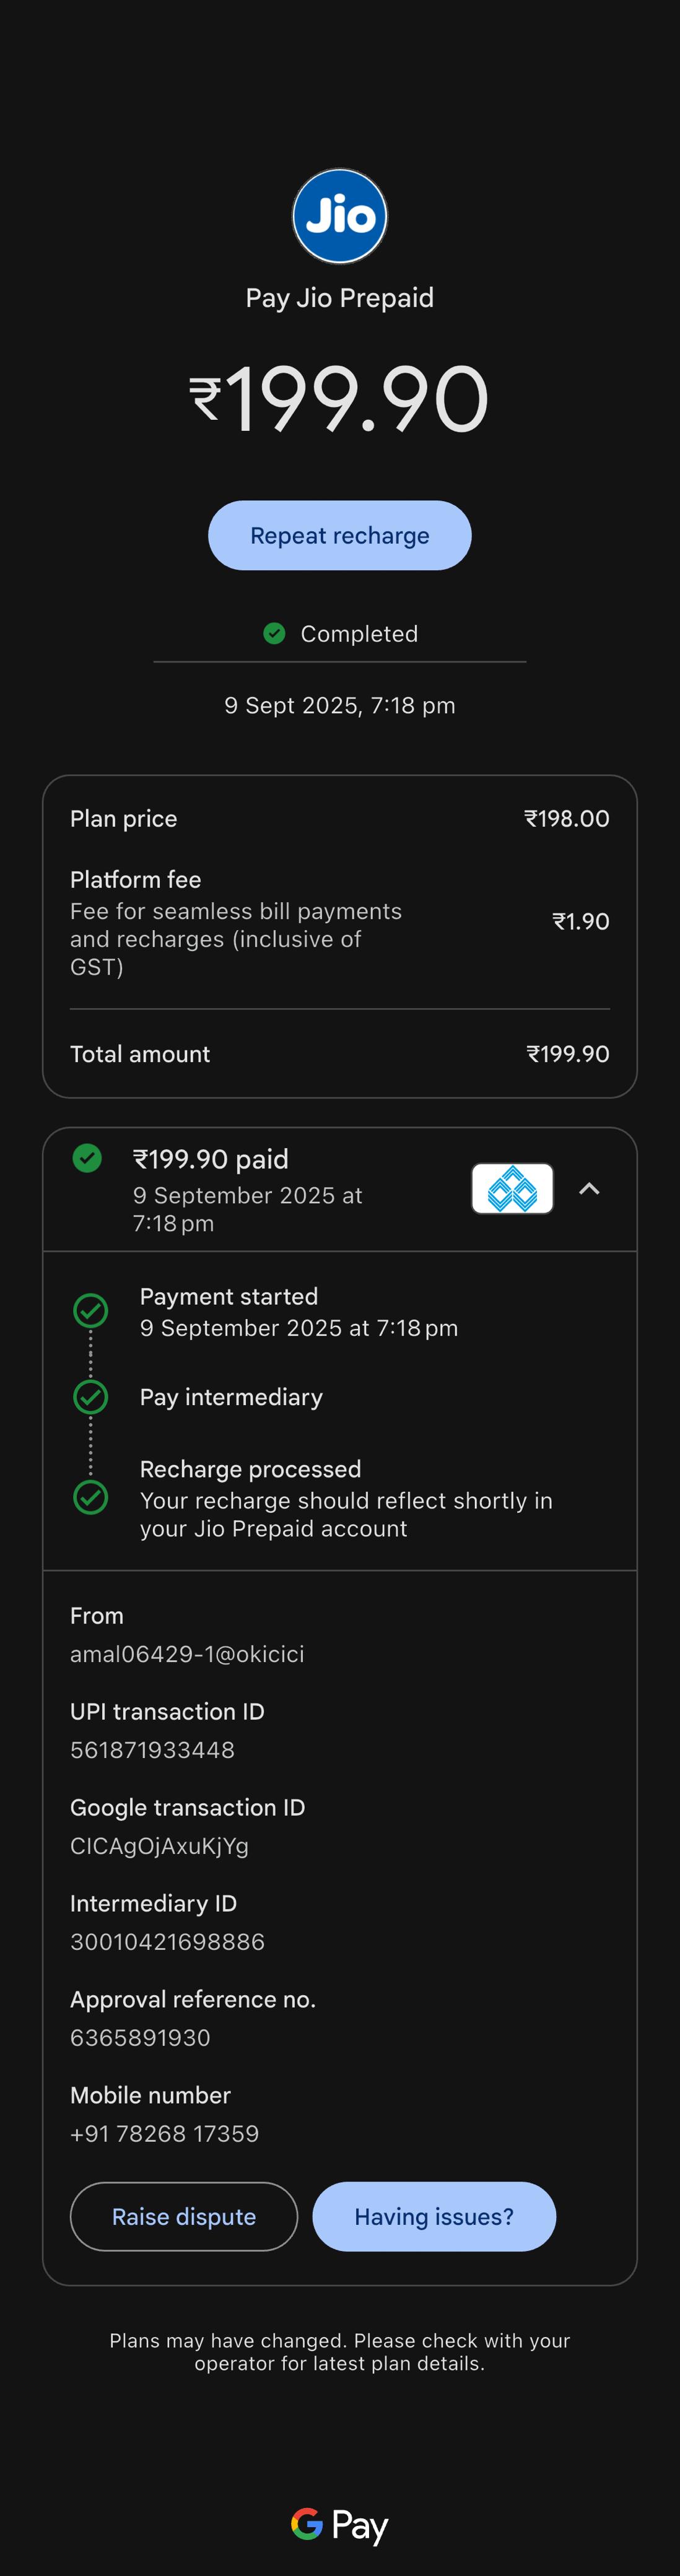 Jio
Pay Jio Prepaid
₹199.90
Repeat recharge
Completed
9 Sept 2025, 7:18 pm
Plan price ₹198.00
Platform fee
Fee for seamless bill payments
and recharges (inclusive of
GST)
₹1.90
Total amount ₹199.90
₹199.90 paid
9 September 2025 at
7:18 pm
Payment started
9 September 2025 at 7:18 pm
Pay intermediary
Recharge processed
Your recharge should reflect shortly in
your Jio Prepaid account
From
amal06429-1@okicici
UPI transaction ID
561871933448
Google transaction ID
CICAgOjAxuKjYg
Intermediary ID
30010421698886
Approval reference no.
6365891930
Mobile number
+91 78268 17359
Raise dispute Having issues?
Plans may have changed. Please check with your
operator for latest plan details.
G Pay